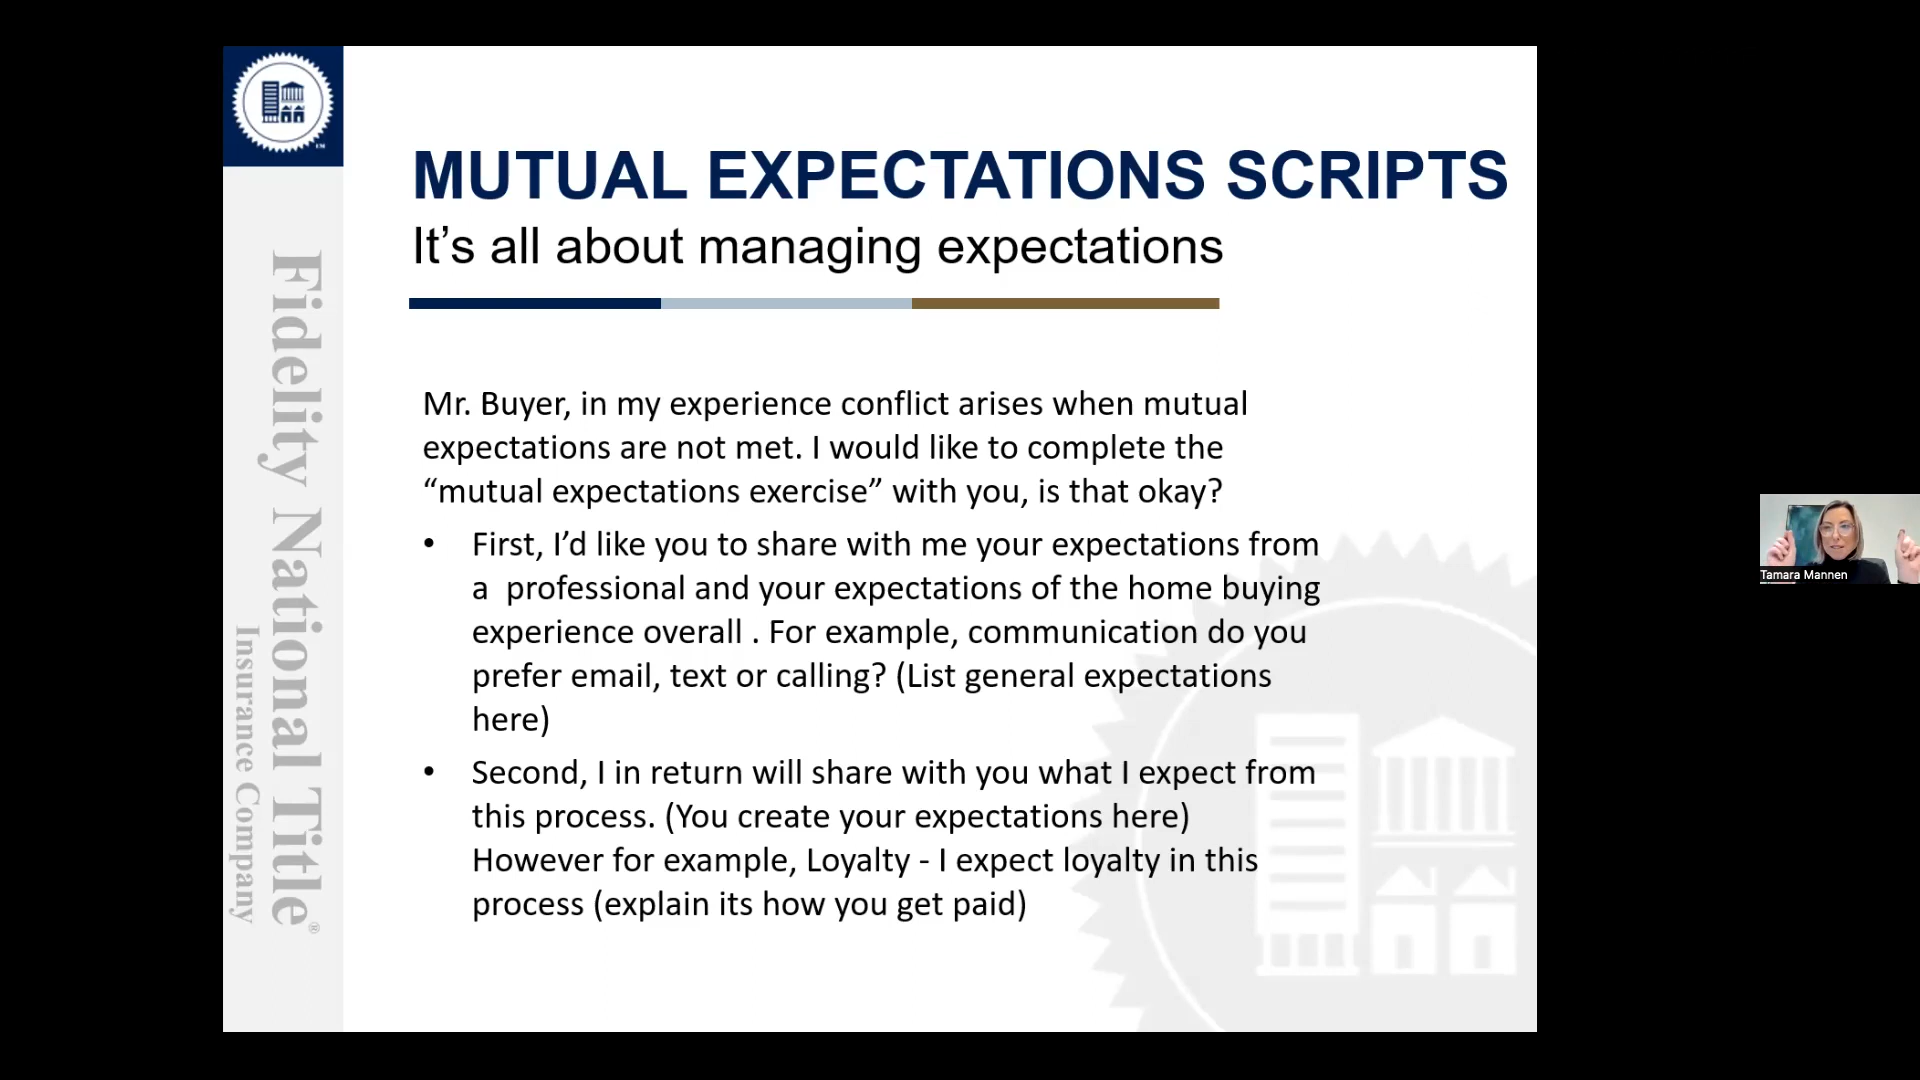 MUTUAL EXPECTATIONS SCRIPTS
It’s all about managing expectations
Mr. Buyer, in my experience conflict arises when mutual
expectations are not met. I would like to complete the
“mutual expectations exercise” with you, is that okay?
• First, I’d like you to share with me your expectations from
a  professional and your expectations of the home buying
experience overall . For example, communication do you
prefer email, text or calling? (List general expectations
here)
• Second, I in return will share with you what I expect from
this process. (You create your expectations here)
However for example, Loyalty - I expect loyalty in this
process (explain its how you get paid)
Fidelity National Title®
Insurance Company
TM
Tamara Mannen